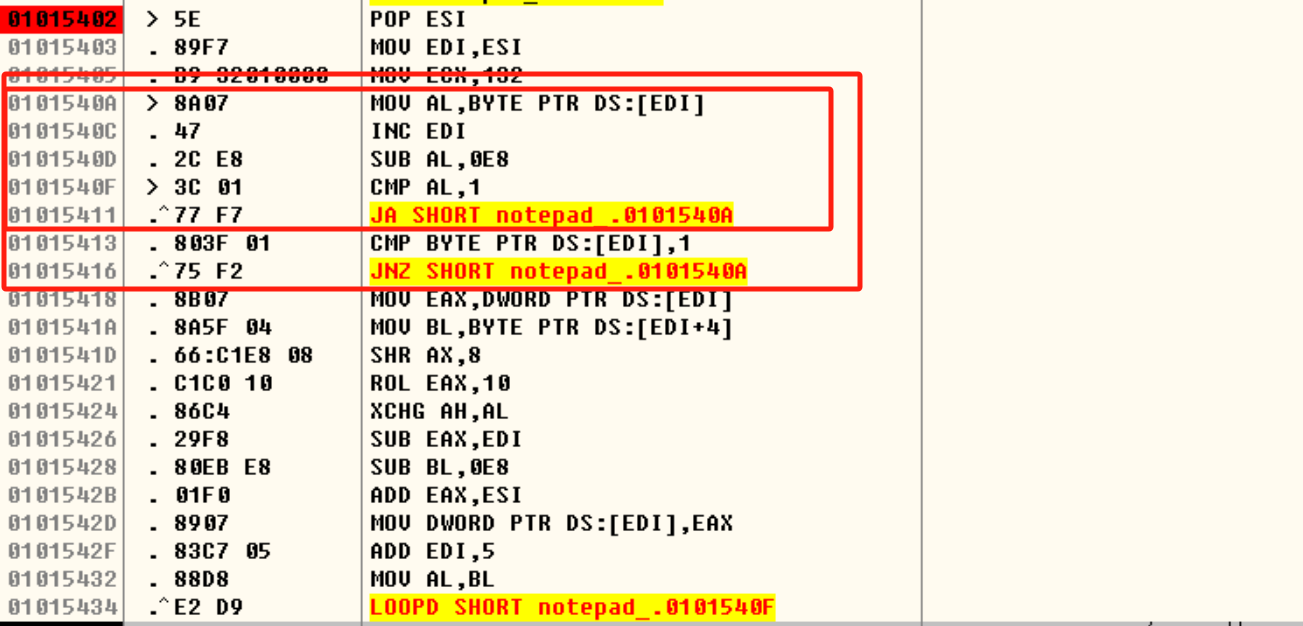 01015402 > 5E POP ESI
01015403 . 89F7 MOV EDI,ESI
01015405 . B9 32010000 MOV ECX,132
0101540A > 8A07 MOV AL,BYTE PTR DS:[EDI]
0101540C . 47 INC EDI
0101540D . 2C E8 SUB AL,0E8
0101540F > 3C 01 CMP AL,1
01015411 .^77 F7 JA SHORT notepad_.0101540A
01015413 . 803F 01 CMP BYTE PTR DS:[EDI],1
01015416 .^75 F2 JNZ SHORT notepad_.0101540A
01015418 . 8B07 MOV EAX,DWORD PTR DS:[EDI]
0101541A . 8A5F 04 MOV BL,BYTE PTR DS:[EDI+4]
0101541D . 66:C1E8 08 SHR AX,8
01015421 . C1C0 10 ROL EAX,10
01015424 . 86C4 XCHG AH,AL
01015426 . 29F8 SUB EAX,EDI
01015428 . 80EB E8 SUB BL,0E8
0101542B . 01F0 ADD EAX,ESI
0101542D . 8907 MOV DWORD PTR DS:[EDI],EAX
0101542F . 83C7 05 ADD EDI,5
01015432 . 88D8 MOV AL,BL
01015434 .^E2 D9 LOOPD SHORT notepad_.0101540F